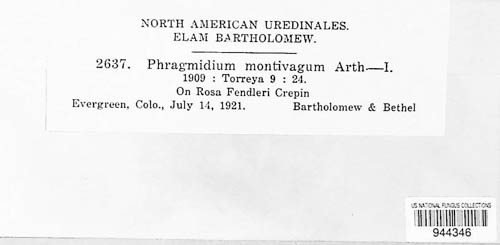 NORTH AMERICAN UREDINALES.
ELAM BARTHOLOMEW.
2637. Phragmidium montivagum Arth—I.
1909 : Torreya 9 : 24.
On Rosa Fendleri Crepin
Evergreen, Colo., July 14, 1921. Bartholomew & Bethel
US NATIONAL FUNGUS COLLECTIONS
944346